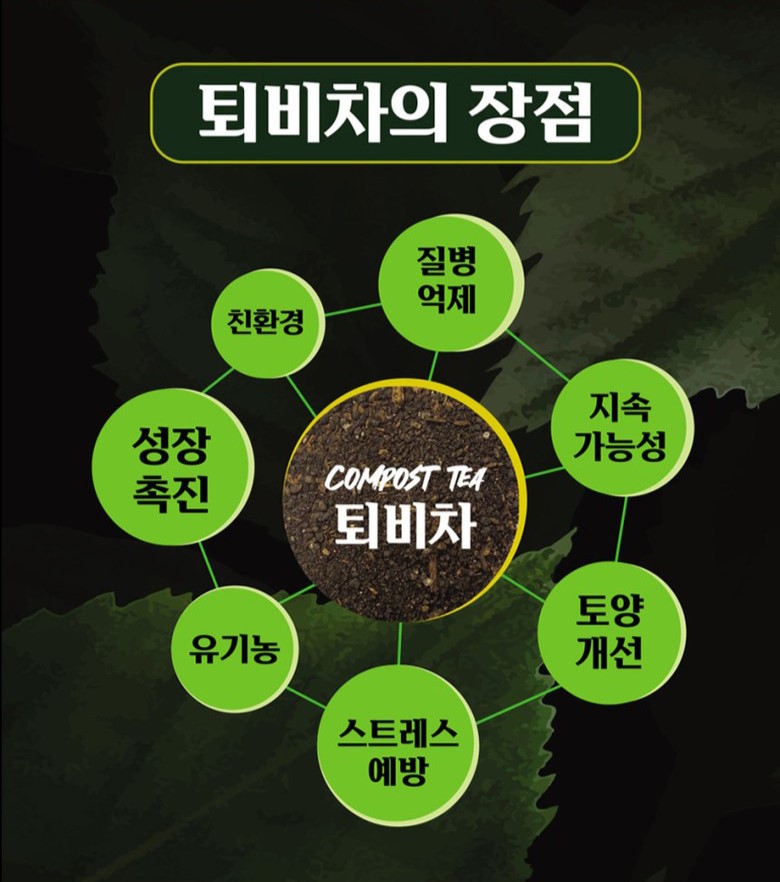 퇴비차의 장점
질병
억제
친환경
지속
가능성
성장
촉진
COMPOST TEA
퇴비차
토양
개선
유기농
스트레스
예방